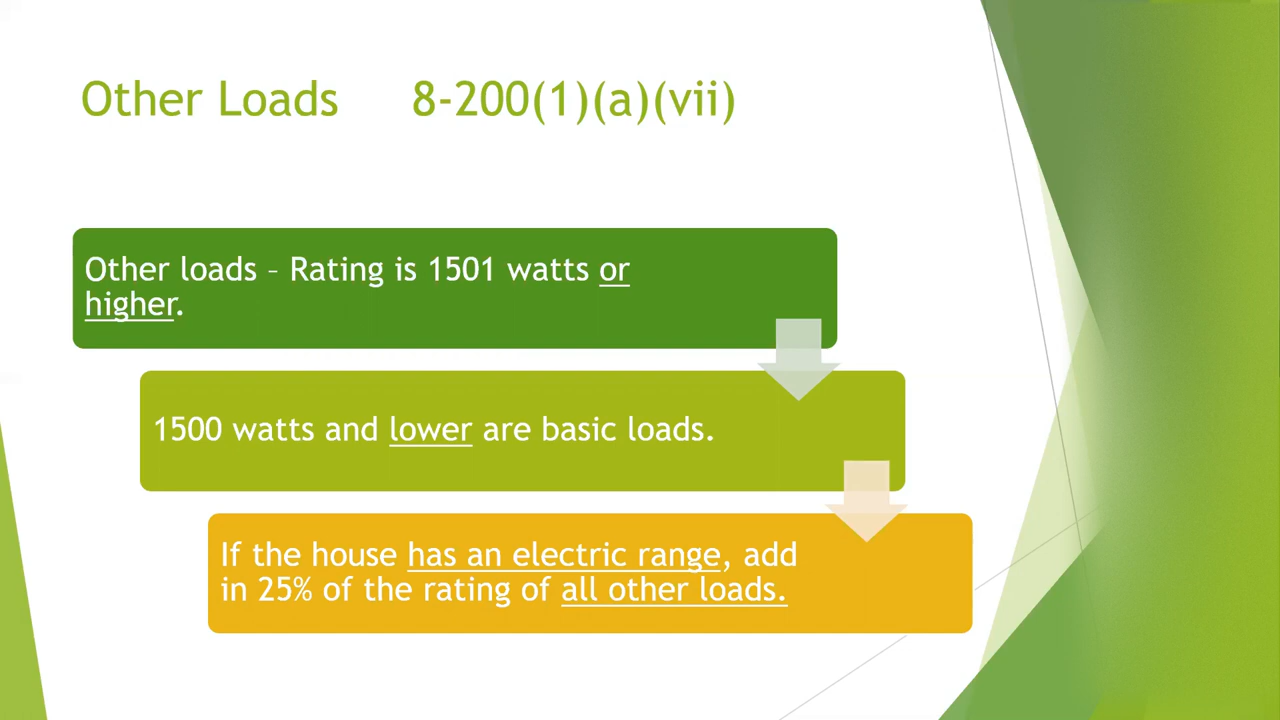 Other Loads 8-200(1)(a)(vii)
Other loads – Rating is 1501 watts or
higher.
1500 watts and lower are basic loads.
If the house has an electric range, add
in 25% of the rating of all other loads.